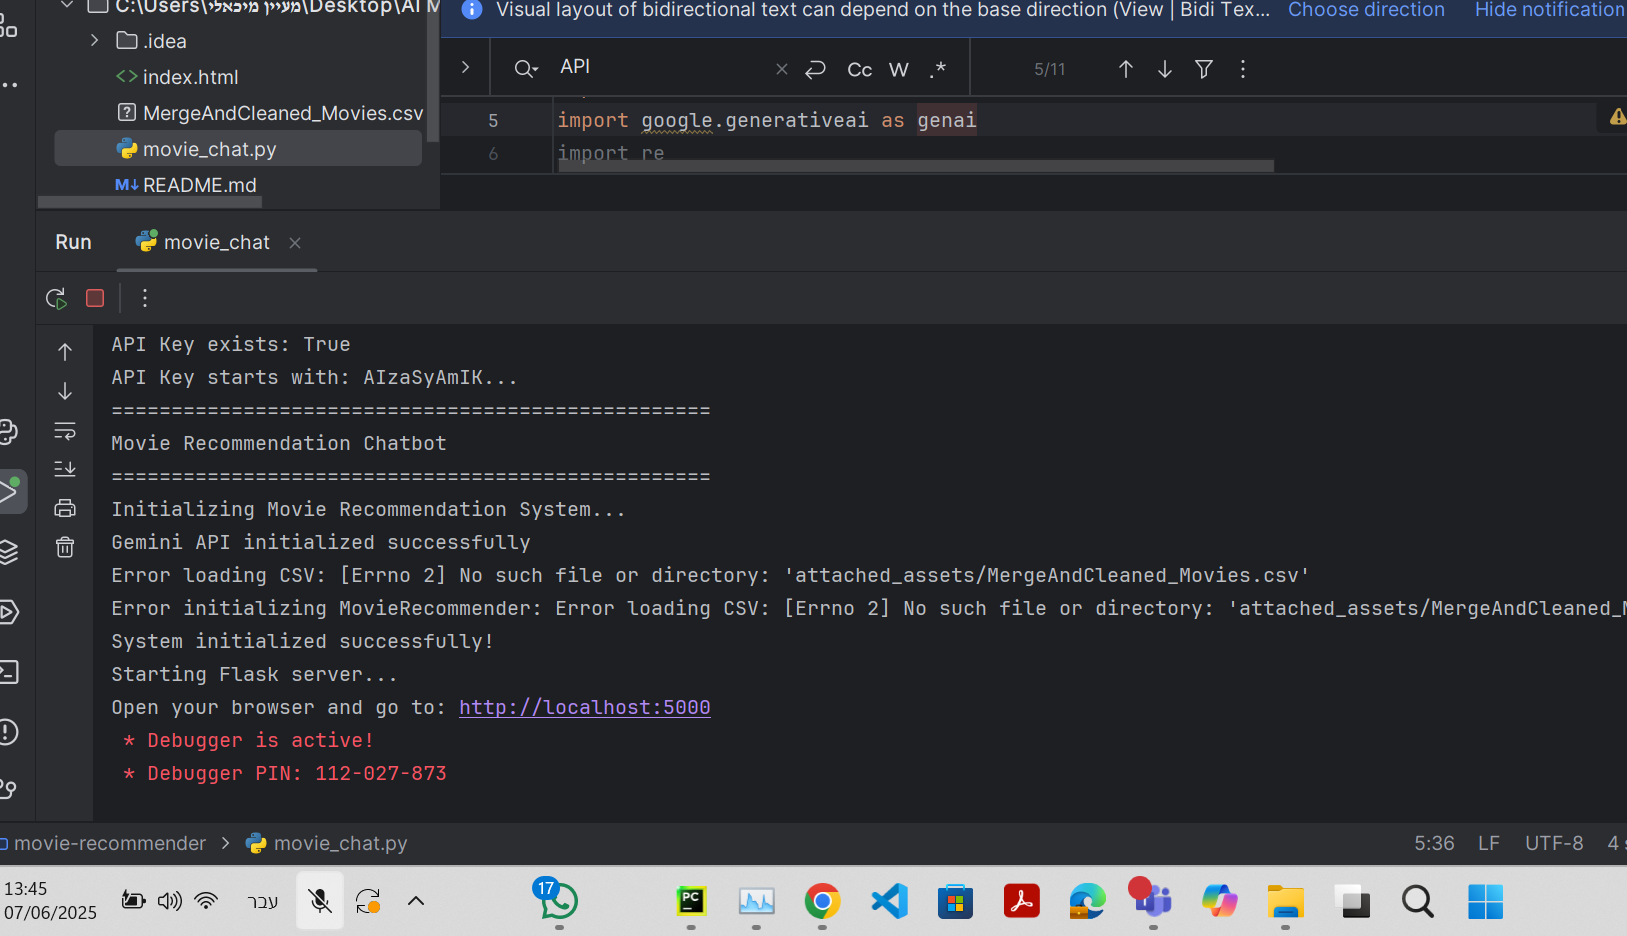 C:\Users\מעיין מיכאלי\Desktop\AI M
.idea
index.html
MergeAndCleaned_Movies.csv
movie_chat.py
M↓ README.md
Visual layout of bidirectional text can depend on the base direction (View | Bidi Tex... Choose direction Hide notification
API
Cc W .*
5/11
5 import google.generativeai as genai
6 import re
Run movie_chat
API Key exists: True
API Key starts with: AIzaSyAmIK...
==================================================
Movie Recommendation Chatbot
==================================================
Initializing Movie Recommendation System...
Gemini API initialized successfully
Error loading CSV: [Errno 2] No such file or directory: 'attached_assets/MergeAndCleaned_Movies.csv'
Error initializing MovieRecommender: Error loading CSV: [Errno 2] No such file or directory: 'attached_assets/MergeAndCleaned_M
System initialized successfully!
Starting Flask server...
Open your browser and go to: http://localhost:5000
* Debugger is active!
* Debugger PIN: 112-027-873
movie-recommender > movie_chat.py
5:36 LF UTF-8 4
13:45
07/06/2025
עבר
17
PC